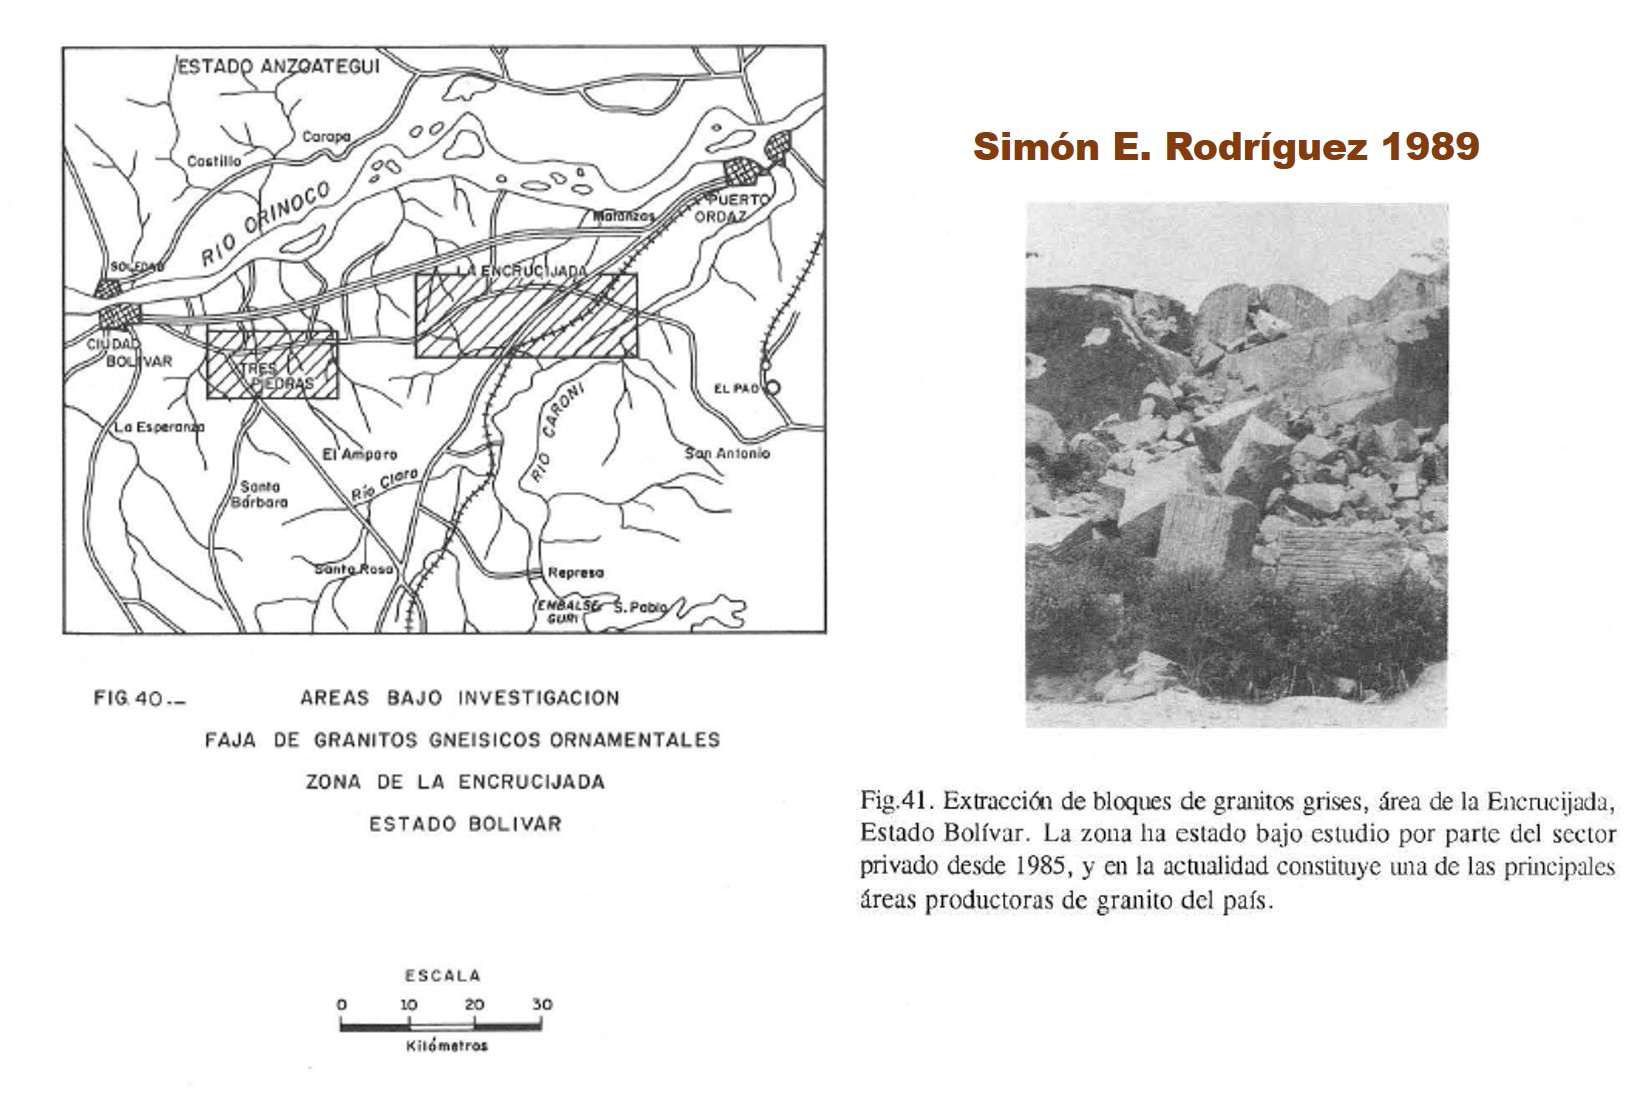 ESTADO ANZOATEGUI
Carapa
Castillo
RIO ORINOCO
SOLEDAD
CIUDAD
BOLIVAR
TRES
PIEDRAS
LA ENCRUCIJADA
Matanzas
PUERTO
ORDAZ
EL PAO
RIO CARONI
La Esperanza
El Amparo
San Antonio
Santa
Bárbara
Río Claro
Santa Rosa
Represa
EMBALSE
GURI
S. Pablo
FIG. 40.-
AREAS BAJO INVESTIGACION
FAJA DE GRANITOS GNEISICOS ORNAMENTALES
ZONA DE LA ENCRUCIJADA
ESTADO BOLIVAR
ESCALA
0 10 20 30
Kilómetros
Simón E. Rodríguez 1989
Fig.41. Extracción de bloques de granitos grises, área de la Encrucijada,
Estado Bolívar. La zona ha estado bajo estudio por parte del sector
privado desde 1985, y en la actualidad constituye una de las principales
áreas productoras de granito del país.